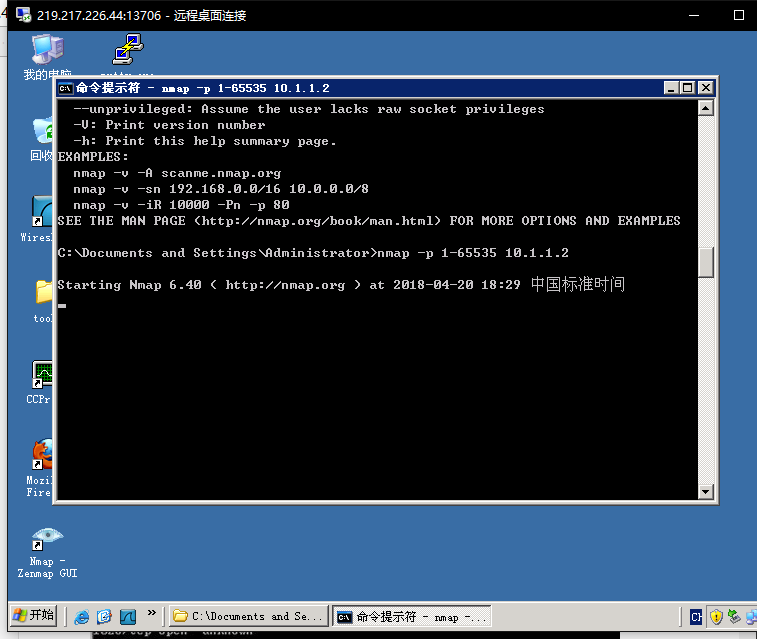 219.217.226.44:13706 - 远程桌面连接
我的电脑
命令提示符 - nmap -p 1-65535 10.1.1.2
--unprivileged: Assume the user lacks raw socket privileges
-V: Print version number
-h: Print this help summary page.
EXAMPLES:
nmap -v -A scanme.nmap.org
nmap -v -sn 192.168.0.0/16 10.0.0.0/8
nmap -v -iR 10000 -Pn -p 80
SEE THE MAN PAGE (http://nmap.org/book/man.html) FOR MORE OPTIONS AND EXAMPLES
C:\Documents and Settings\Administrator>nmap -p 1-65535 10.1.1.2
Starting Nmap 6.40 ( http://nmap.org ) at 2018-04-20 18:29 中国标准时间
回收
Wiresh
tool
CCPr
Mozil
Fire
Nmap -
Zenmap GUI
开始
C:\Documents and Se...
命令提示符 - nmap -...
CH